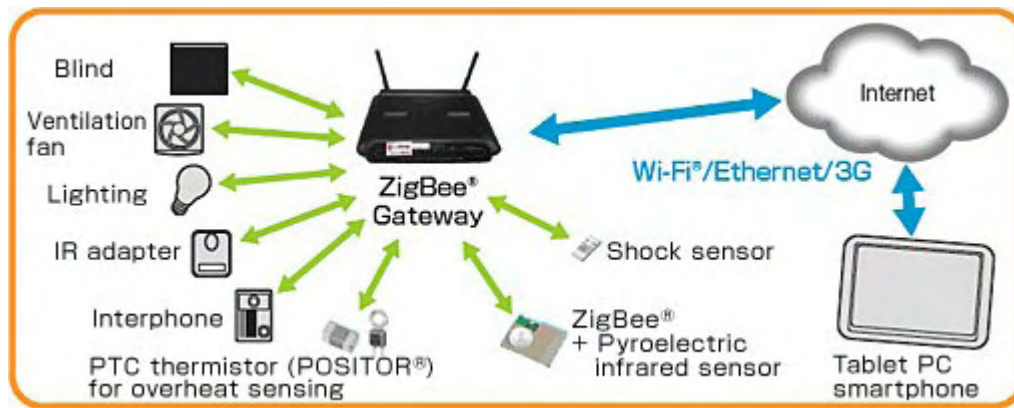 Blind
Ventilation
fan
Lighting
IR adapter
Interphone
PTC thermistor (POSITOR®)
for overheat sensing
ZigBee®
Gateway
Shock sensor
ZigBee®
+ Pyroelectric
infrared sensor
Internet
Wi-Fi®/Ethernet/3G
Tablet PC
smartphone